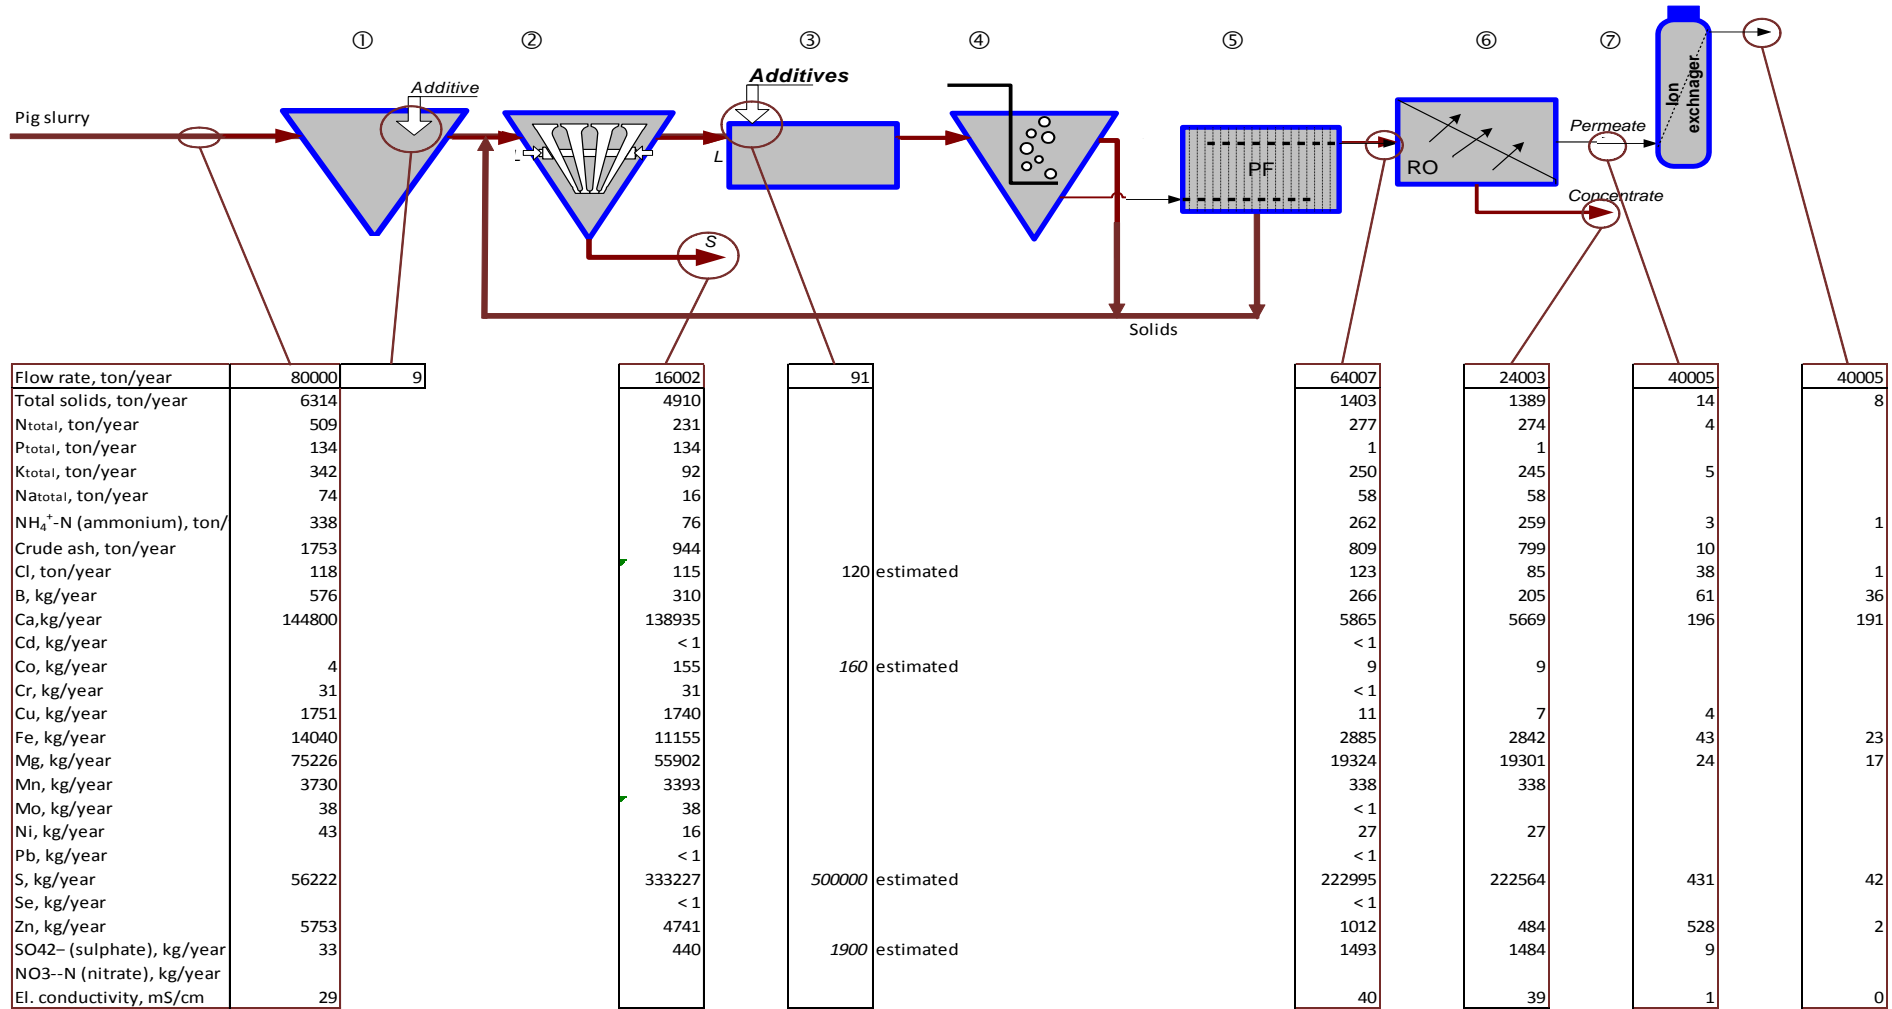 ① ② ③ ④ ⑤ ⑥ ⑦
Additive
Additives
Ion exchnager
Pig slurry
L
PF
RO
Permeate
Concentrate
S
Solids
Flow rate, ton/year 80000 9 16002 91 64007 24003 40005 40005
Total solids, ton/year 6314 4910 1403 1389 14 8
Ntotal, ton/year 509 231 277 274 4
Ptotal, ton/year 134 134 1 1
Ktotal, ton/year 342 92 250 245 5
Natotal, ton/year 74 16 58 58
NH₄⁺-N (ammonium), ton/ 338 76 262 259 3 1
Crude ash, ton/year 1753 944 809 799 10
Cl, ton/year 118 115 120 estimated 123 85 38 1
B, kg/year 576 310 266 205 61 36
Ca,kg/year 144800 138935 5865 5669 196 191
Cd, kg/year < 1 < 1
Co, kg/year 4 155 160 estimated 9 9
Cr, kg/year 31 31 < 1
Cu, kg/year 1751 1740 11 7 4
Fe, kg/year 14040 11155 2885 2842 43 23
Mg, kg/year 75226 55902 19324 19301 24 17
Mn, kg/year 3730 3393 338 338
Mo, kg/year 38 38 < 1
Ni, kg/year 43 16 27 27
Pb, kg/year < 1 < 1
S, kg/year 56222 333227 500000 estimated 222995 222564 431 42
Se, kg/year < 1 < 1
Zn, kg/year 5753 4741 1012 484 528 2
SO42− (sulphate), kg/year 33 440 1900 estimated 1493 1484 9
NO3--N (nitrate), kg/year
El. conductivity, mS/cm 29 40 39 1 0